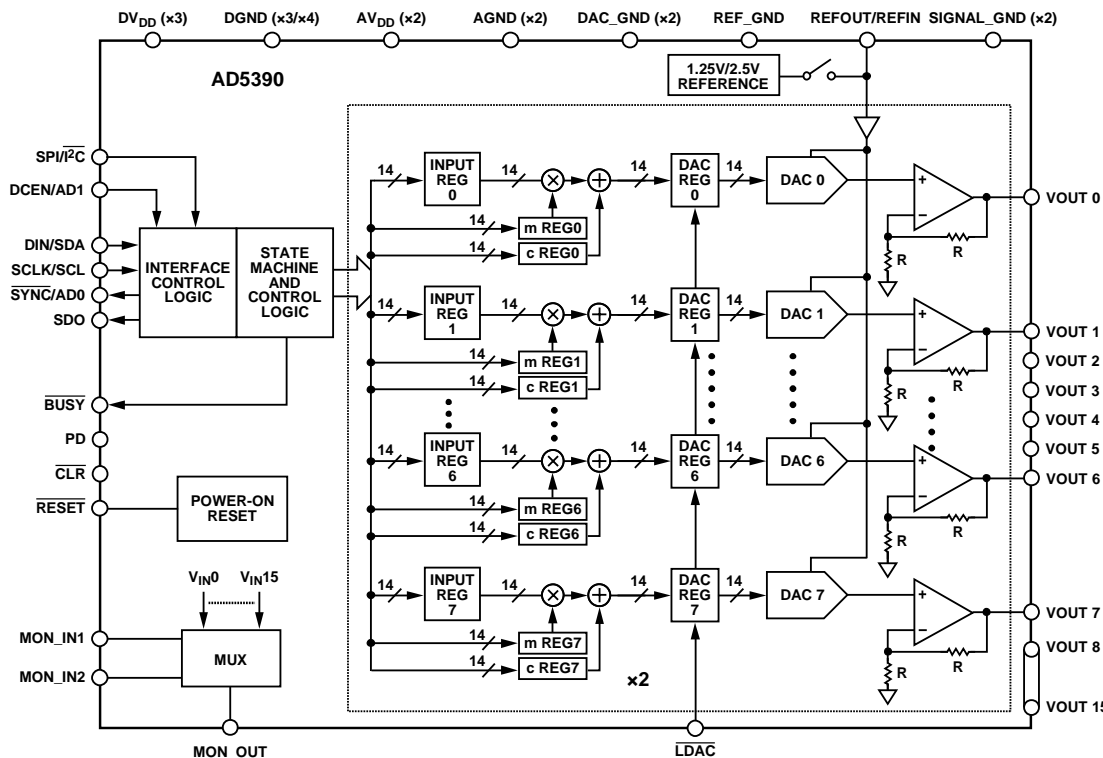 DVDD (×3)
DGND (×3/×4)
AVDD (×2)
AGND (×2)
DAC_GND (×2)
REF_GND
REFOUT/REFIN
SIGNAL_GND (×2)
AD5390
1.25V/2.5V
REFERENCE
SPI/I2C
DCEN/AD1
DIN/SDA
SCLK/SCL
SYNC/AD0
SDO
BUSY
PD
CLR
RESET
MON_IN1
MON_IN2
INTERFACE
CONTROL
LOGIC
STATE
MACHINE
AND
CONTROL
LOGIC
POWER-ON
RESET
VIN0
VIN15
MUX
MON_OUT
14
INPUT
REG
0
14
×
+
14
DAC
REG
0
14
DAC 0
+
–
R
R
VOUT 0
14
m REG0
14
c REG0
14
INPUT
REG
1
14
×
+
14
DAC
REG
1
14
DAC 1
+
–
R
R
VOUT 1
VOUT 2
VOUT 3
VOUT 4
VOUT 5
14
m REG1
14
c REG1
14
INPUT
REG
6
14
×
+
14
DAC
REG
6
14
DAC 6
+
–
R
R
VOUT 6
14
m REG6
14
c REG6
14
INPUT
REG
7
14
×
+
14
DAC
REG
7
14
DAC 7
+
–
R
R
VOUT 7
VOUT 8
VOUT 15
14
m REG7
14
c REG7
×2
LDAC